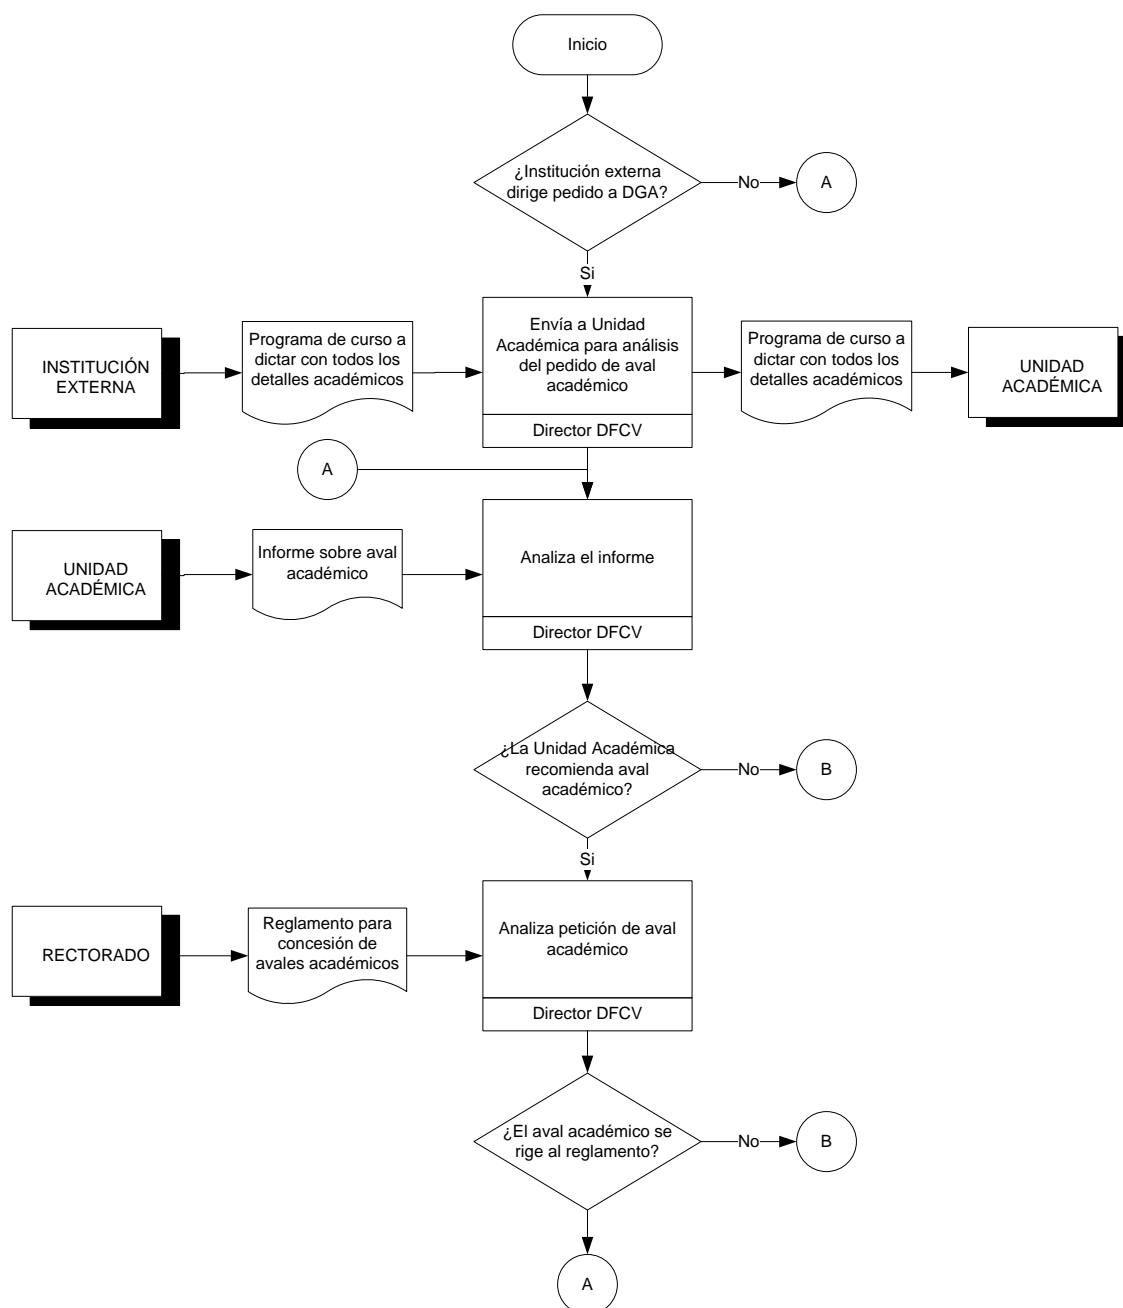 Inicio
¿Institución externa
dirige pedido a DGA?
No
A
Si
INSTITUCIÓN
EXTERNA
Programa de curso a
dictar con todos los
detalles académicos
Envía a Unidad
Académica para análisis
del pedido de aval
académico
Director DFCV
Programa de curso a
dictar con todos los
detalles académicos
UNIDAD
ACADÉMICA
A
UNIDAD
ACADÉMICA
Informe sobre aval
académico
Analiza el informe
Director DFCV
¿La Unidad Académica
recomienda aval
académico?
No
B
Si
RECTORADO
Reglamento para
concesión de
avales académicos
Analiza petición de aval
académico
Director DFCV
¿El aval académico se
rige al reglamento?
No
B
A